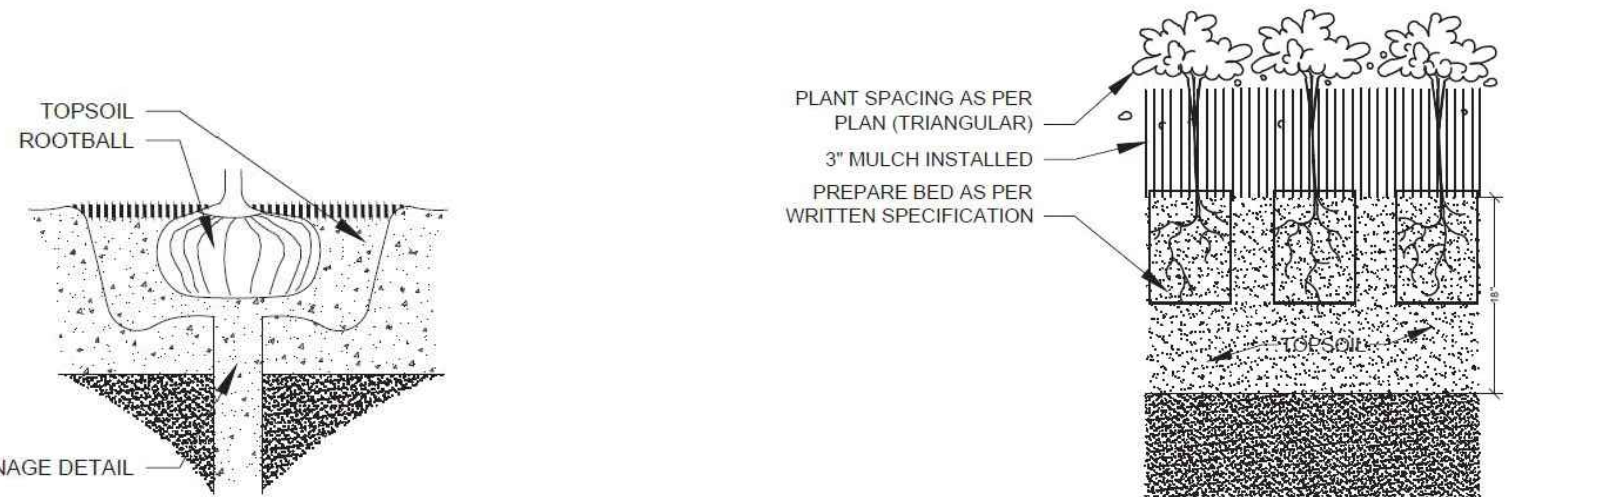 TOPSOIL
ROOTBALL
NAGE DETAIL
PLANT SPACING AS PER
PLAN (TRIANGULAR)
3" MULCH INSTALLED
PREPARE BED AS PER
WRITTEN SPECIFICATION
18"
TOPSOIL